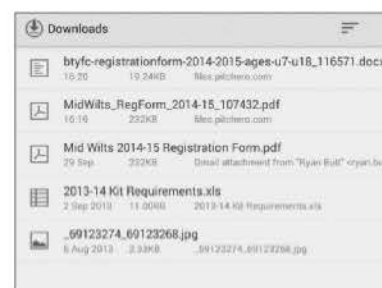 Downloads
btyfc-registrationform-2014-2015-ages-u7-u18_116571.docx
16:20 19.24KB files.pitchero.com
MidWilts_RegForm_2014-15_107432.pdf
16:16 232KB files.pitchero.com
Mid Wilts 2014-15 Registration Form.pdf
29 Sep 232KB Gmail attachment from "Ryan Butt" <ryan.bu
2013-14 Kit Requirements.xls
2 Sep 2013 11.00KB 2013-14 Kit Requirements.xls
_69123274_69123268.jpg
6 Aug 2013 2.33KB _69123274_69123268.jpg